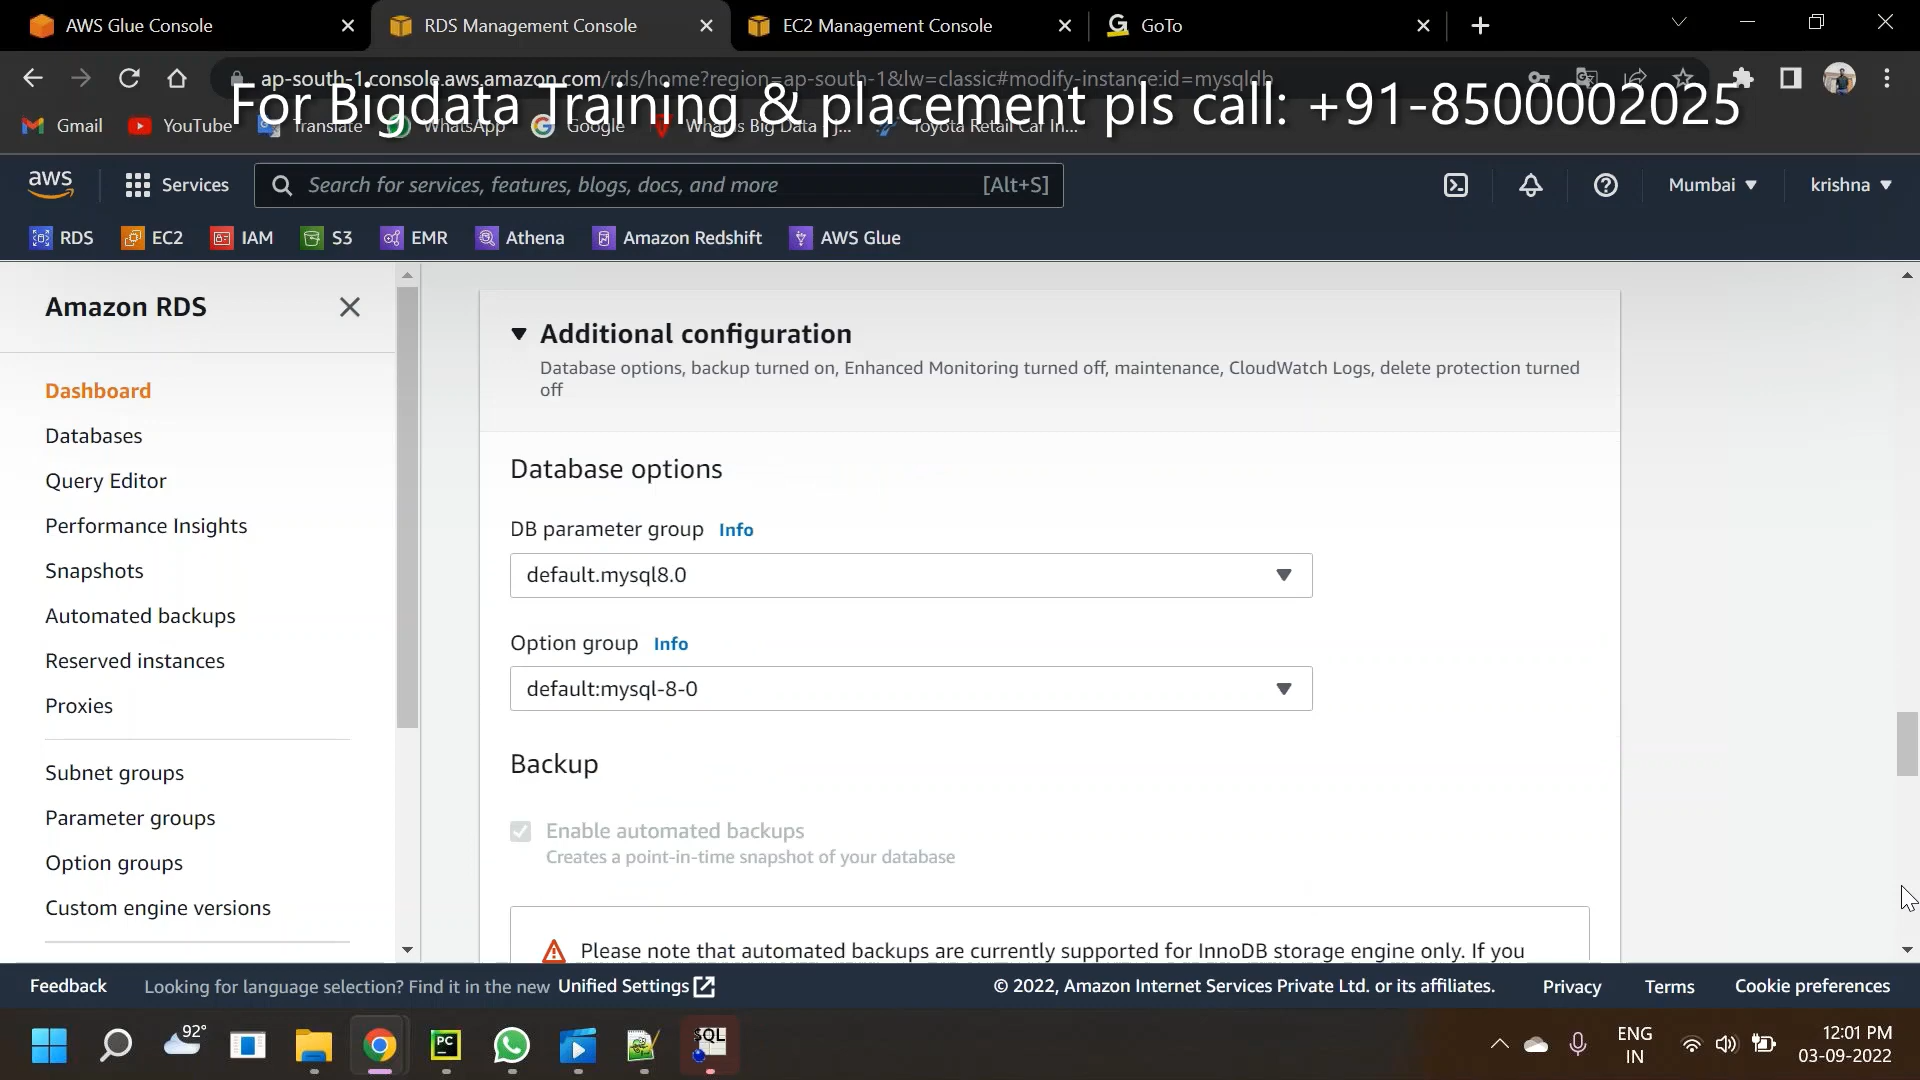 AWS Glue Console
RDS Management Console
EC2 Management Console
GoTo
ap-south-1.console.aws.amazon.com/rds/home?region=ap-south-1&lw=classic#modify-instance:id=mysqldb
For Bigdata Training & placement pls call: +91-8500002025
Gmail
YouTube
Translate
WhatsApp
Google
What is Big Data | J...
Toyota Retail Car In...
aws
Services
Search for services, features, blogs, docs, and more
[Alt+S]
Mumbai
krishna
RDS
EC2
IAM
S3
EMR
Athena
Amazon Redshift
AWS Glue
Amazon RDS
Dashboard
Databases
Query Editor
Performance Insights
Snapshots
Automated backups
Reserved instances
Proxies
Subnet groups
Parameter groups
Option groups
Custom engine versions
Additional configuration
Database options, backup turned on, Enhanced Monitoring turned off, maintenance, CloudWatch Logs, delete protection turned
off
Database options
DB parameter group Info
default.mysql8.0
Option group Info
default:mysql-8-0
Backup
Enable automated backups
Creates a point-in-time snapshot of your database
Please note that automated backups are currently supported for InnoDB storage engine only. If you
Feedback
Looking for language selection? Find it in the new Unified Settings
© 2022, Amazon Internet Services Private Ltd. or its affiliates.
Privacy
Terms
Cookie preferences
92°
PC
SQL
ENG
IN
12:01 PM
03-09-2022